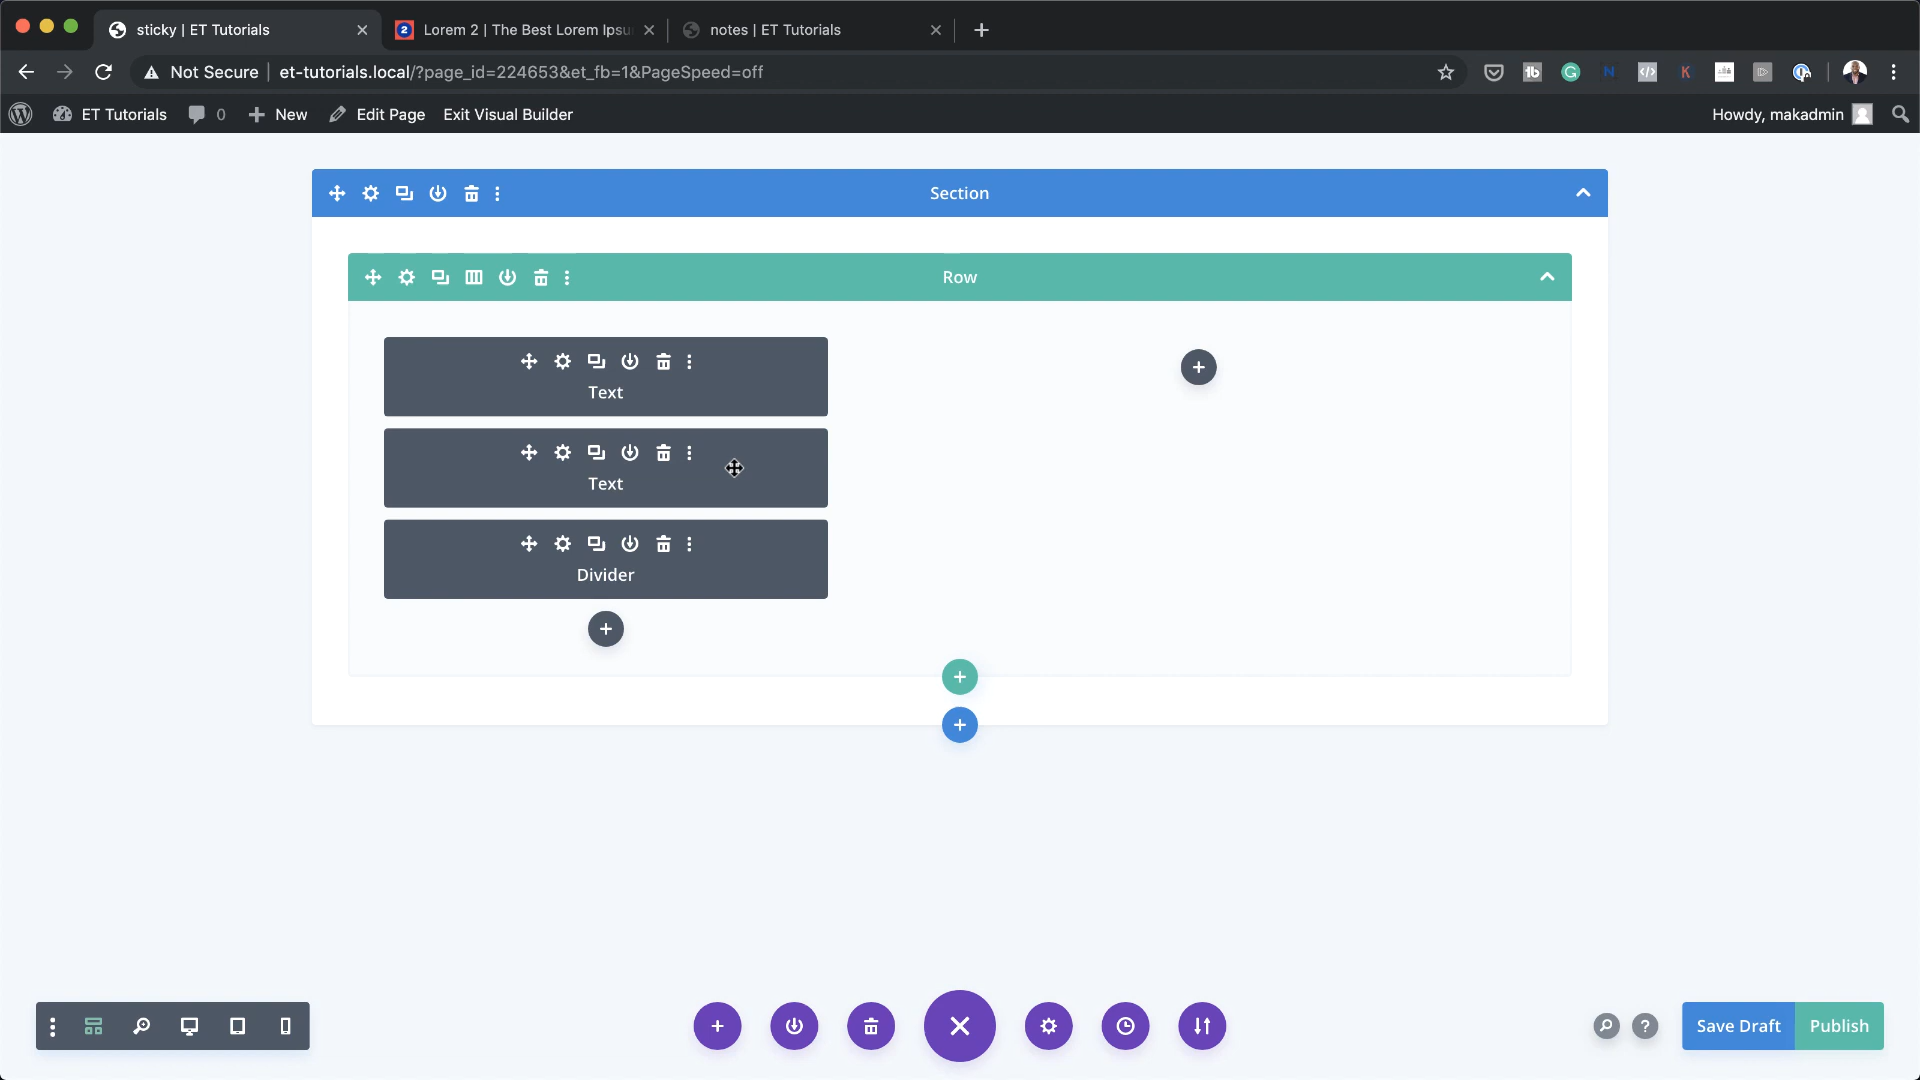 sticky | ET Tutorials
Lorem 2 | The Best Lorem Ipsu
notes | ET Tutorials
Not Secure | et-tutorials.local/?page_id=224653&et_fb=1&PageSpeed=off
ET Tutorials
0
New
Edit Page
Exit Visual Builder
Howdy, makadmin
Section
Row
Text
Text
Divider
Save Draft
Publish